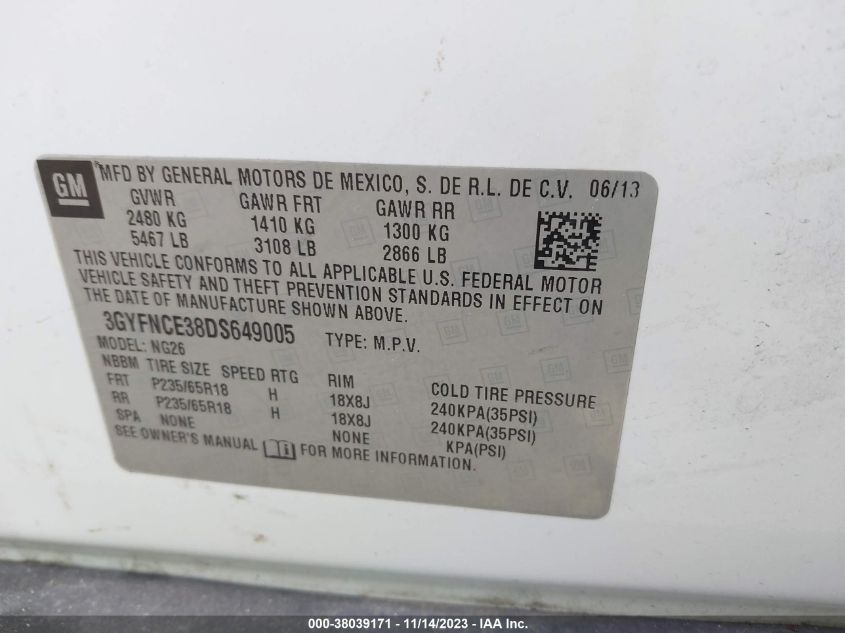 GM
MFD BY GENERAL MOTORS DE MEXICO, S. DE R.L. DE C.V. 06/13
GVWR GAWR FRT GAWR RR
2480 KG 1410 KG 1300 KG
5467 LB 3108 LB 2866 LB
THIS VEHICLE CONFORMS TO ALL APPLICABLE U.S. FEDERAL MOTOR
VEHICLE SAFETY AND THEFT PREVENTION STANDARDS IN EFFECT ON
THE DATE OF MANUFACTURE SHOWN ABOVE.
3GYFNCE38DS649005 TYPE: M.P.V.
MODEL: NG26
NBBM TIRE SIZE SPEED RTG RIM COLD TIRE PRESSURE
FRT P235/65R18 H 18X8J 240KPA(35PSI)
RR P235/65R18 H 18X8J 240KPA(35PSI)
SPA NONE NONE KPA(PSI)
SEE OWNER'S MANUAL FOR MORE INFORMATION.
000-38039171 - 11/14/2023 - IAA Inc.